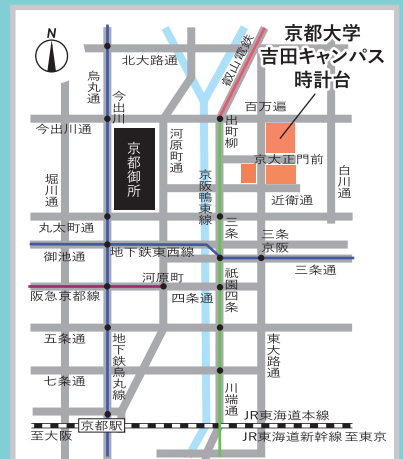 京都大学
吉田キャンパス
時計台
N
北大路通
叡山電鉄
烏丸通
今出川
百万遍
今出川通
出町柳
河原町通
京都御所
京大正門前
堀川通
白川通
京阪鴨東線
近衛通
丸太町通
三条
三条
京阪
御池通
地下鉄東西線
三条通
河原町
祇園四条
阪急京都線
四条通
五条通
地下鉄烏丸線
東大路通
七条通
川端通
京都駅
JR東海道本線
至大阪
JR東海道新幹線 至東京